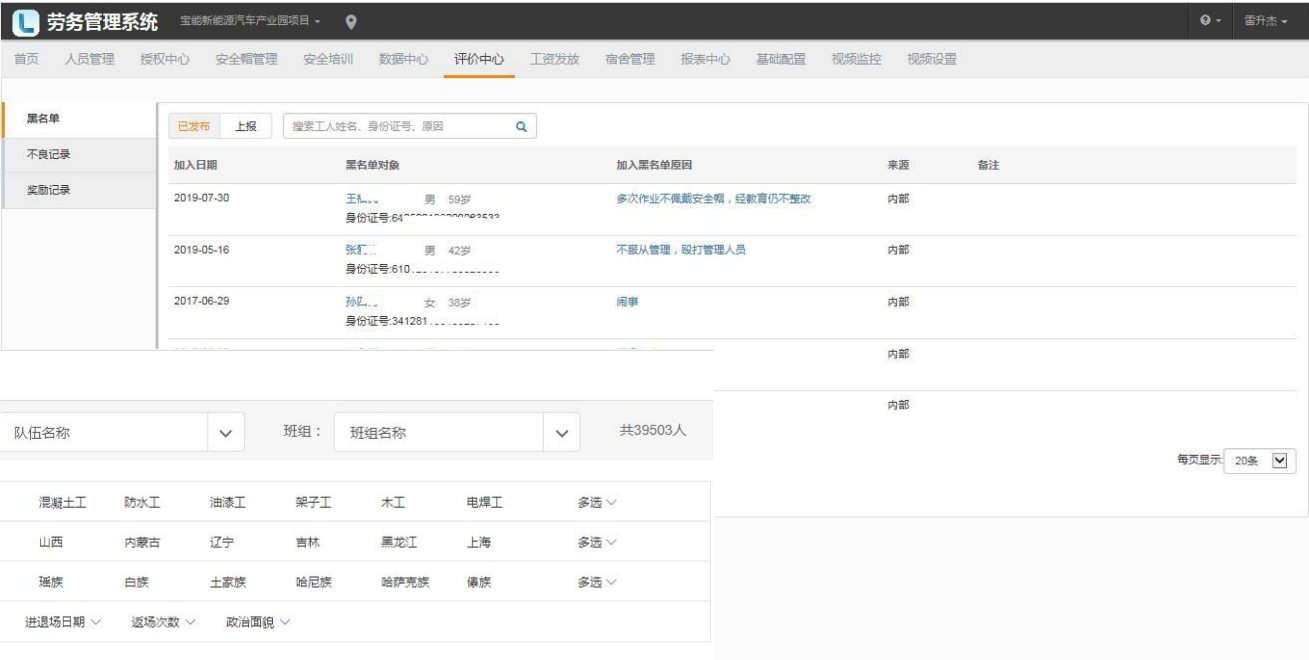 劳务管理系统 宝能新能源汽车产业园项目 雷升杰
首页 人员管理 授权中心 安全帽管理 安全培训 数据中心 评价中心 工资发放 宿舍管理 报表中心 基础配置 视频监控 视频设置
黑名单
不良记录
奖励记录
已发布 上报 搜索工人姓名、身份证号、原因
加入日期 黑名单对象 加入黑名单原因 来源 备注
2019-07-30 男 59岁 多次作业不佩戴安全帽,经教育仍不整改 内部
身份证号:
2019-05-16 男 42岁 不服从管理,殴打管理人员 内部
身份证号:610
2017-06-29 女 38岁 闹事 内部
身份证号:341281
内部
内部
每页显示: 20条
队伍名称 班组: 班组名称 共39503人
混凝土工 防水工 油漆工 架子工 木工 电焊工 多选
山西 内蒙古 辽宁 吉林 黑龙江 上海 多选
瑶族 白族 土家族 哈尼族 哈萨克族 傣族 多选
进退场日期 返场次数 政治面貌